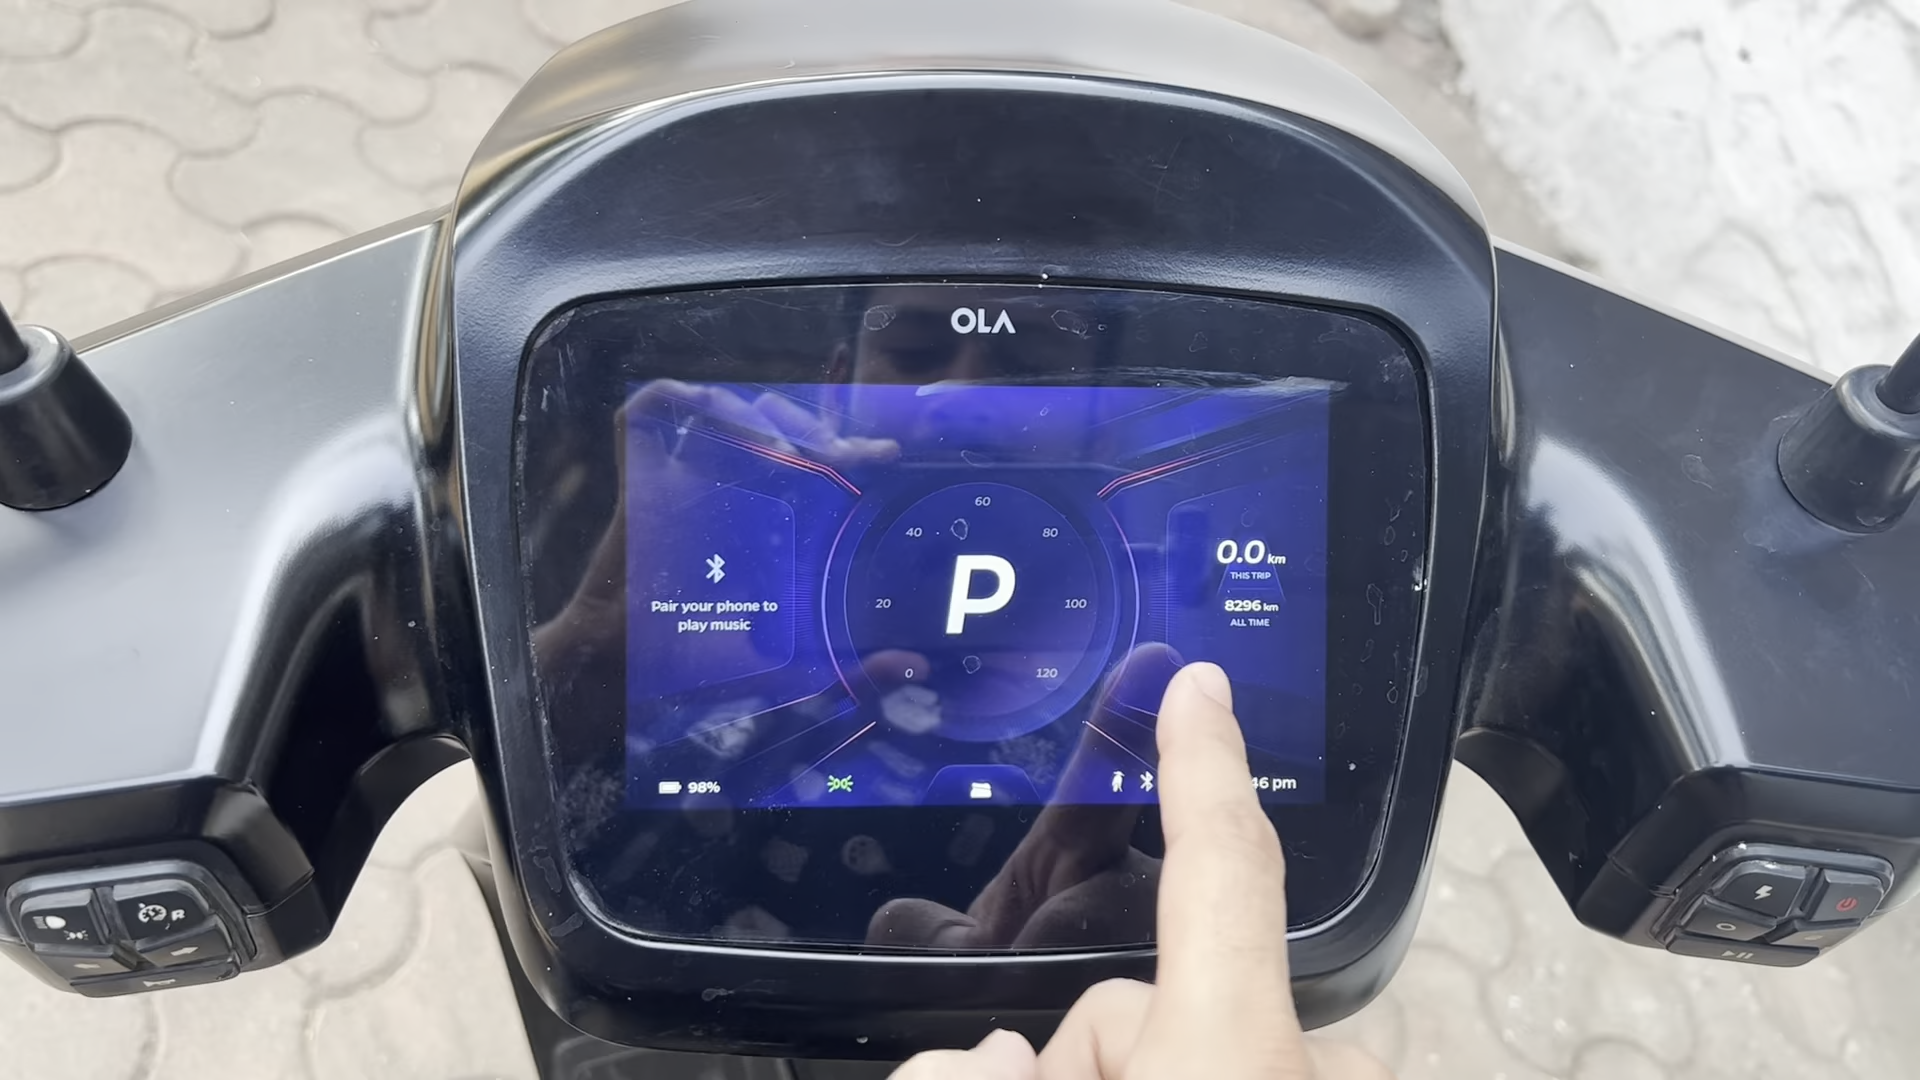 OLA
60
40
80
20
100
0
120
P
Pair your phone to
play music
0.0 km
THIS TRIP
8296 km
ALL TIME
98%
46 pm
R